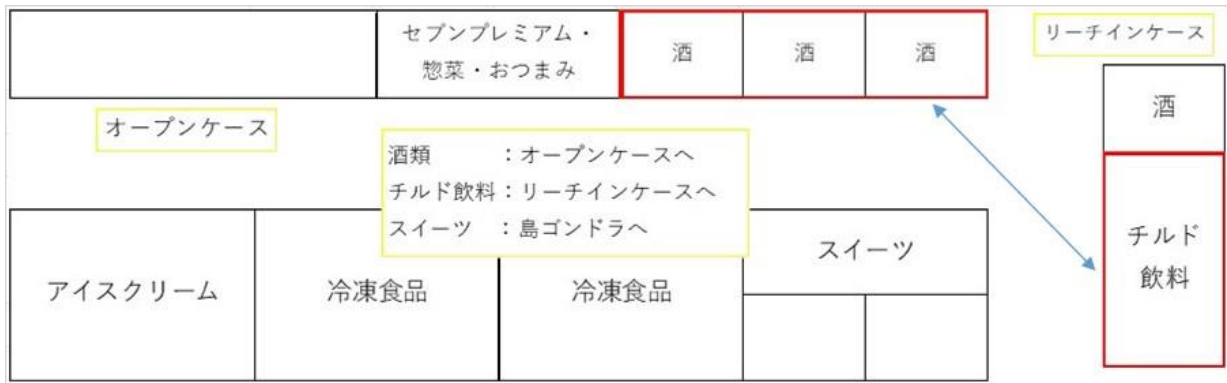 セブンプレミアム・
惣菜・おつまみ
酒
酒
酒
リーチインケース
酒
オープンケース
酒類　　　：オープンケースへ
チルド飲料：リーチインケースへ
スイーツ　：島ゴンドラへ
チルド
飲料
アイスクリーム
冷凍食品
冷凍食品
スイーツ